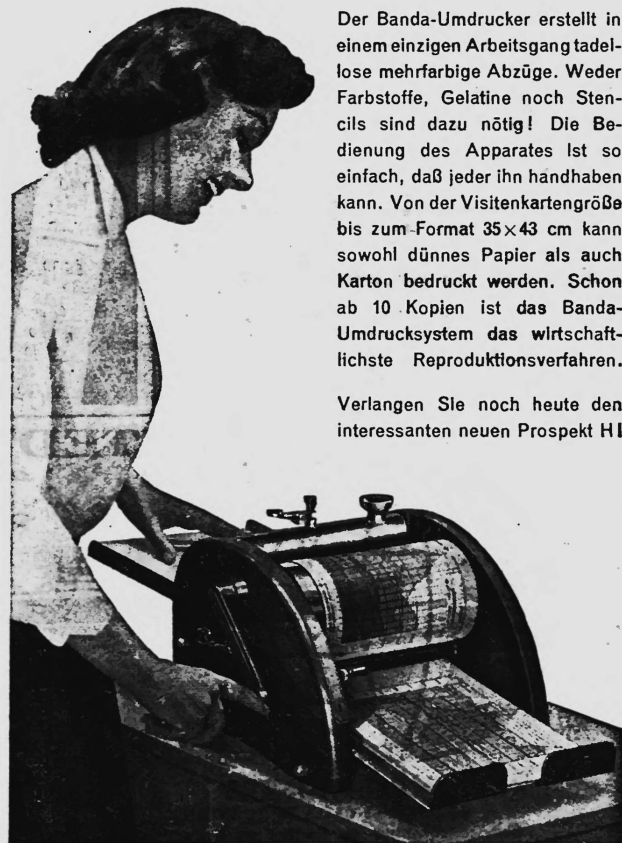 Der Banda-Umdrucker erstellt in
einem einzigen Arbeitsgang tadel-
lose mehrfarbige Abzüge. Weder
Farbstoffe, Gelatine noch Sten-
cils sind dazu nötig! Die Be-
dienung des Apparates Ist so
einfach, daß jeder ihn handhaben
kann. Von der Visitenkartengröße
bis zum Format 35×43 cm kann
sowohl dünnes Papier als auch
Karton bedruckt werden. Schon
ab 10 Kopien ist das Banda-
Umdrucksystem das wirtschaft-
lichste Reproduktionsverfahren.
Verlangen Sie noch heute den
interessanten neuen Prospekt H!